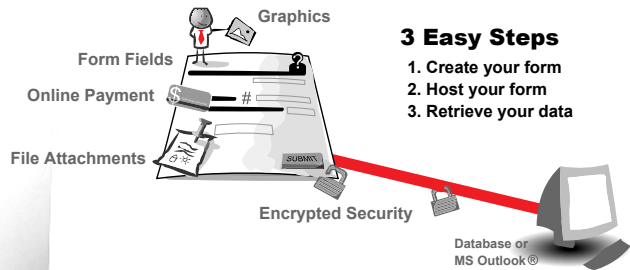 Graphics
3 Easy Steps
Form Fields
1. Create your form
2. Host your form
3. Retrieve your data
Online Payment
$
#
File Attachments
SUBMIT
Encrypted Security
Database or
MS Outlook®